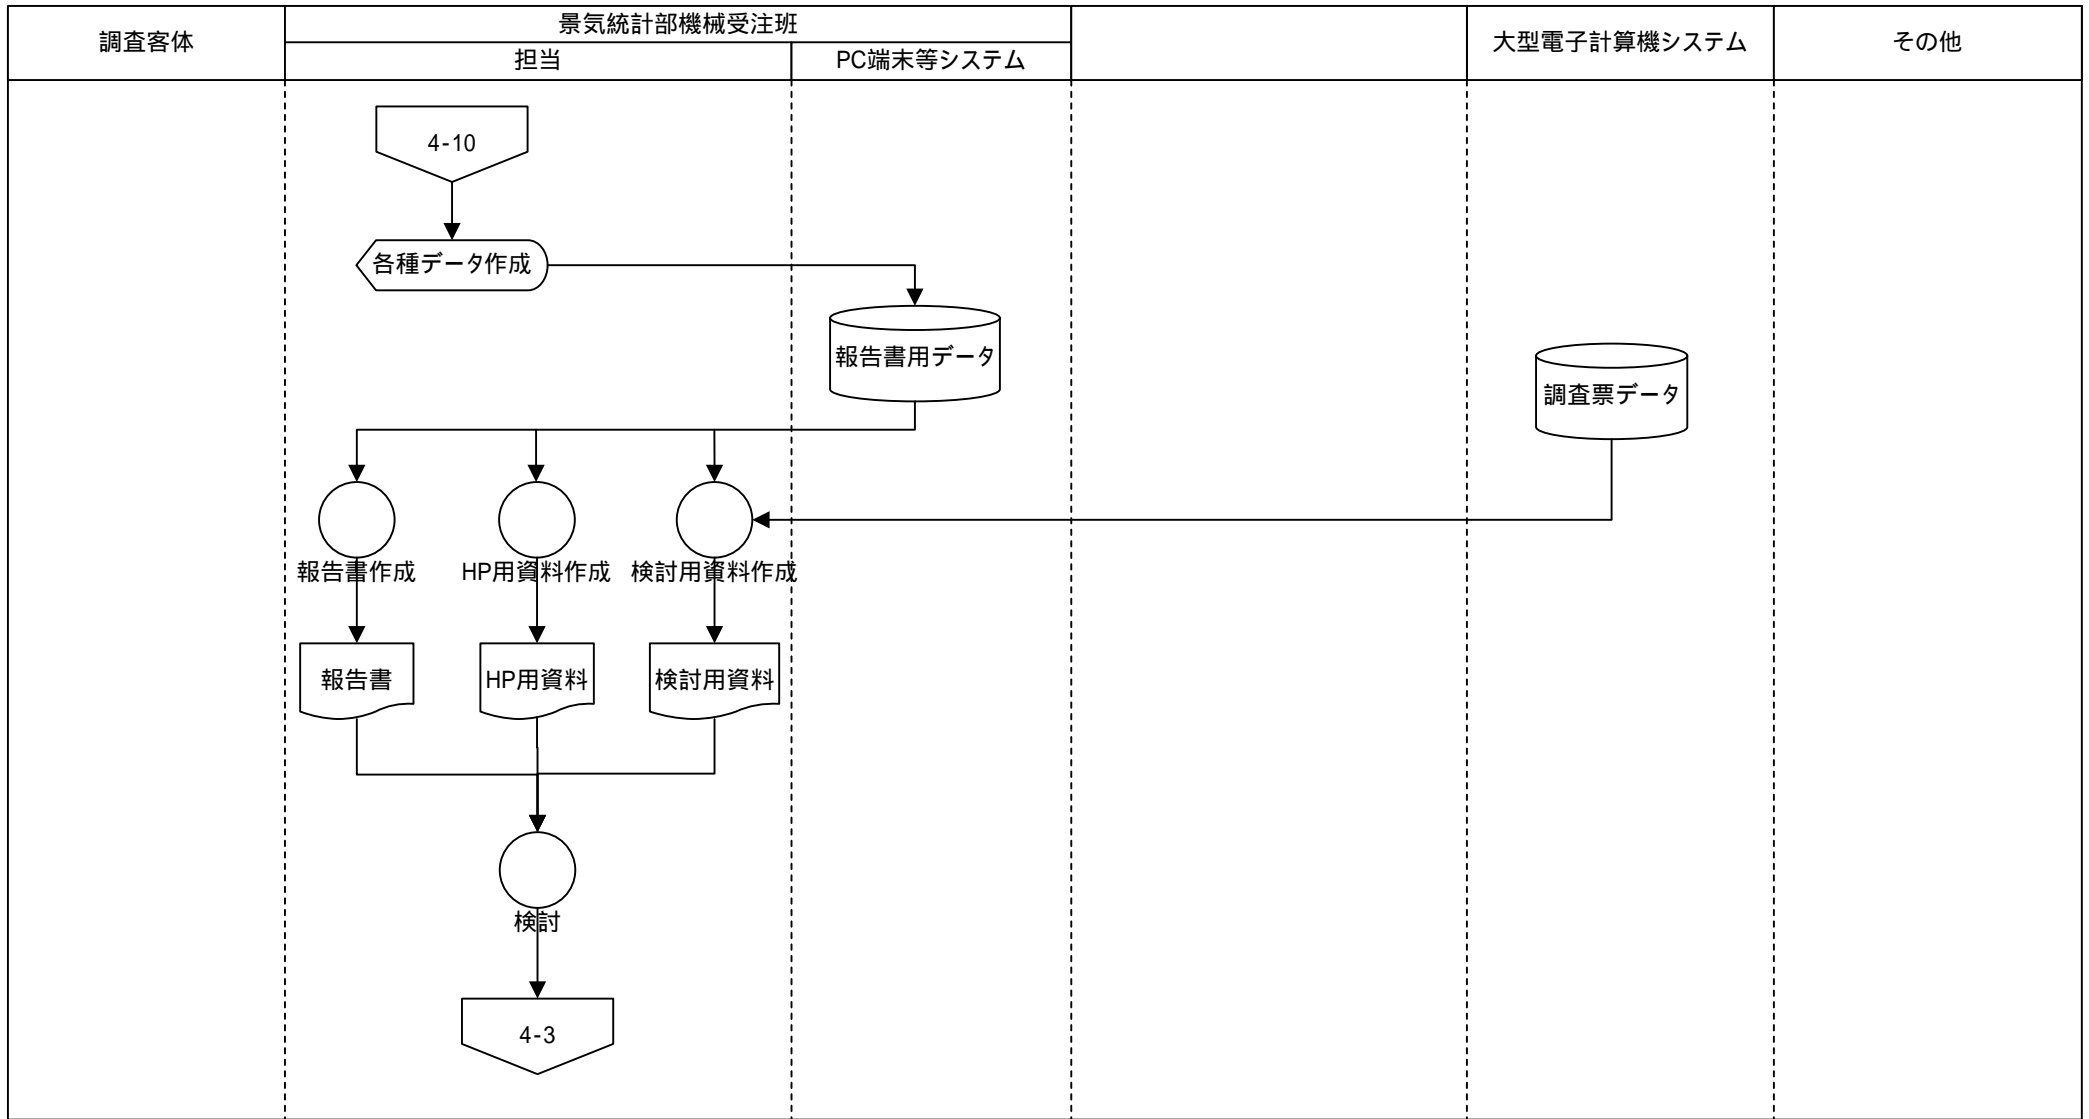 調査客体
景気統計部機械受注班
担当
PC端末等システム
大型電子計算機システム
その他
4-10
各種データ作成
報告書用データ
調査票データ
報告書作成
HP用資料作成
検討用資料作成
報告書
HP用資料
検討用資料
検討
4-3